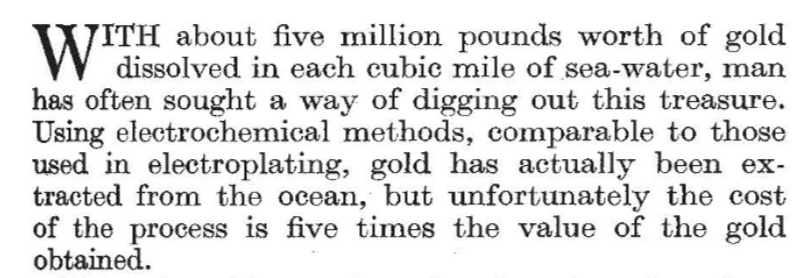 WITH about five million pounds worth of gold
dissolved in each cubic mile of sea-water, man
has often sought a way of digging out this treasure.
Using electrochemical methods, comparable to those
used in electroplating, gold has actually been ex-
tracted from the ocean, but unfortunately the cost
of the process is five times the value of the gold
obtained.